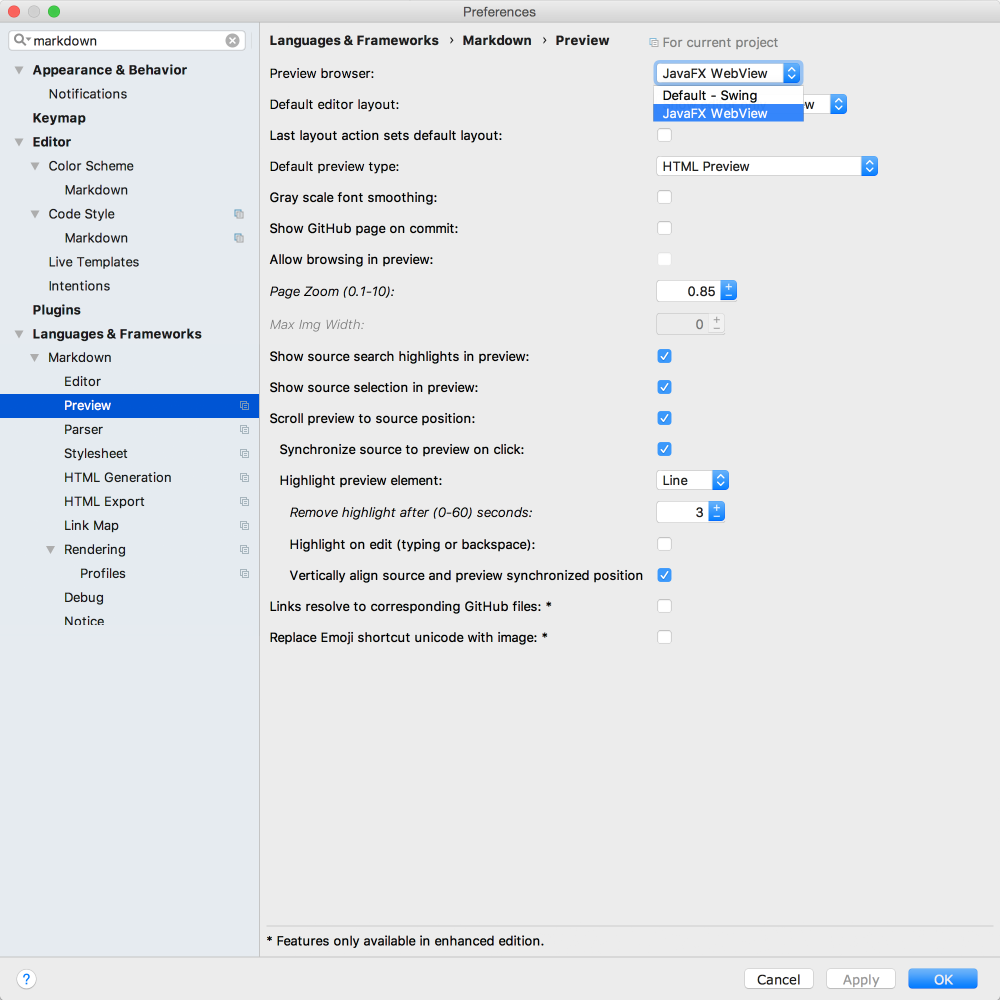 Preferences
markdown
Appearance & Behavior
Notifications
Keymap
Editor
Color Scheme
Markdown
Code Style
Markdown
Live Templates
Intentions
Plugins
Languages & Frameworks
Markdown
Editor
Preview
Parser
Stylesheet
HTML Generation
HTML Export
Link Map
Rendering
Profiles
Debug
Notice
Languages & Frameworks › Markdown › Preview For current project
Preview browser: JavaFX WebView
Default - Swing
JavaFX WebView
Default editor layout: w
Last layout action sets default layout:
Default preview type: HTML Preview
Gray scale font smoothing:
Show GitHub page on commit:
Allow browsing in preview:
Page Zoom (0.1-10): 0.85
Max Img Width: 0
Show source search highlights in preview:
Show source selection in preview:
Scroll preview to source position:
Synchronize source to preview on click:
Highlight preview element: Line
Remove highlight after (0-60) seconds: 3
Highlight on edit (typing or backspace):
Vertically align source and preview synchronized position
Links resolve to corresponding GitHub files: *
Replace Emoji shortcut unicode with image: *
* Features only available in enhanced edition.
? Cancel Apply OK